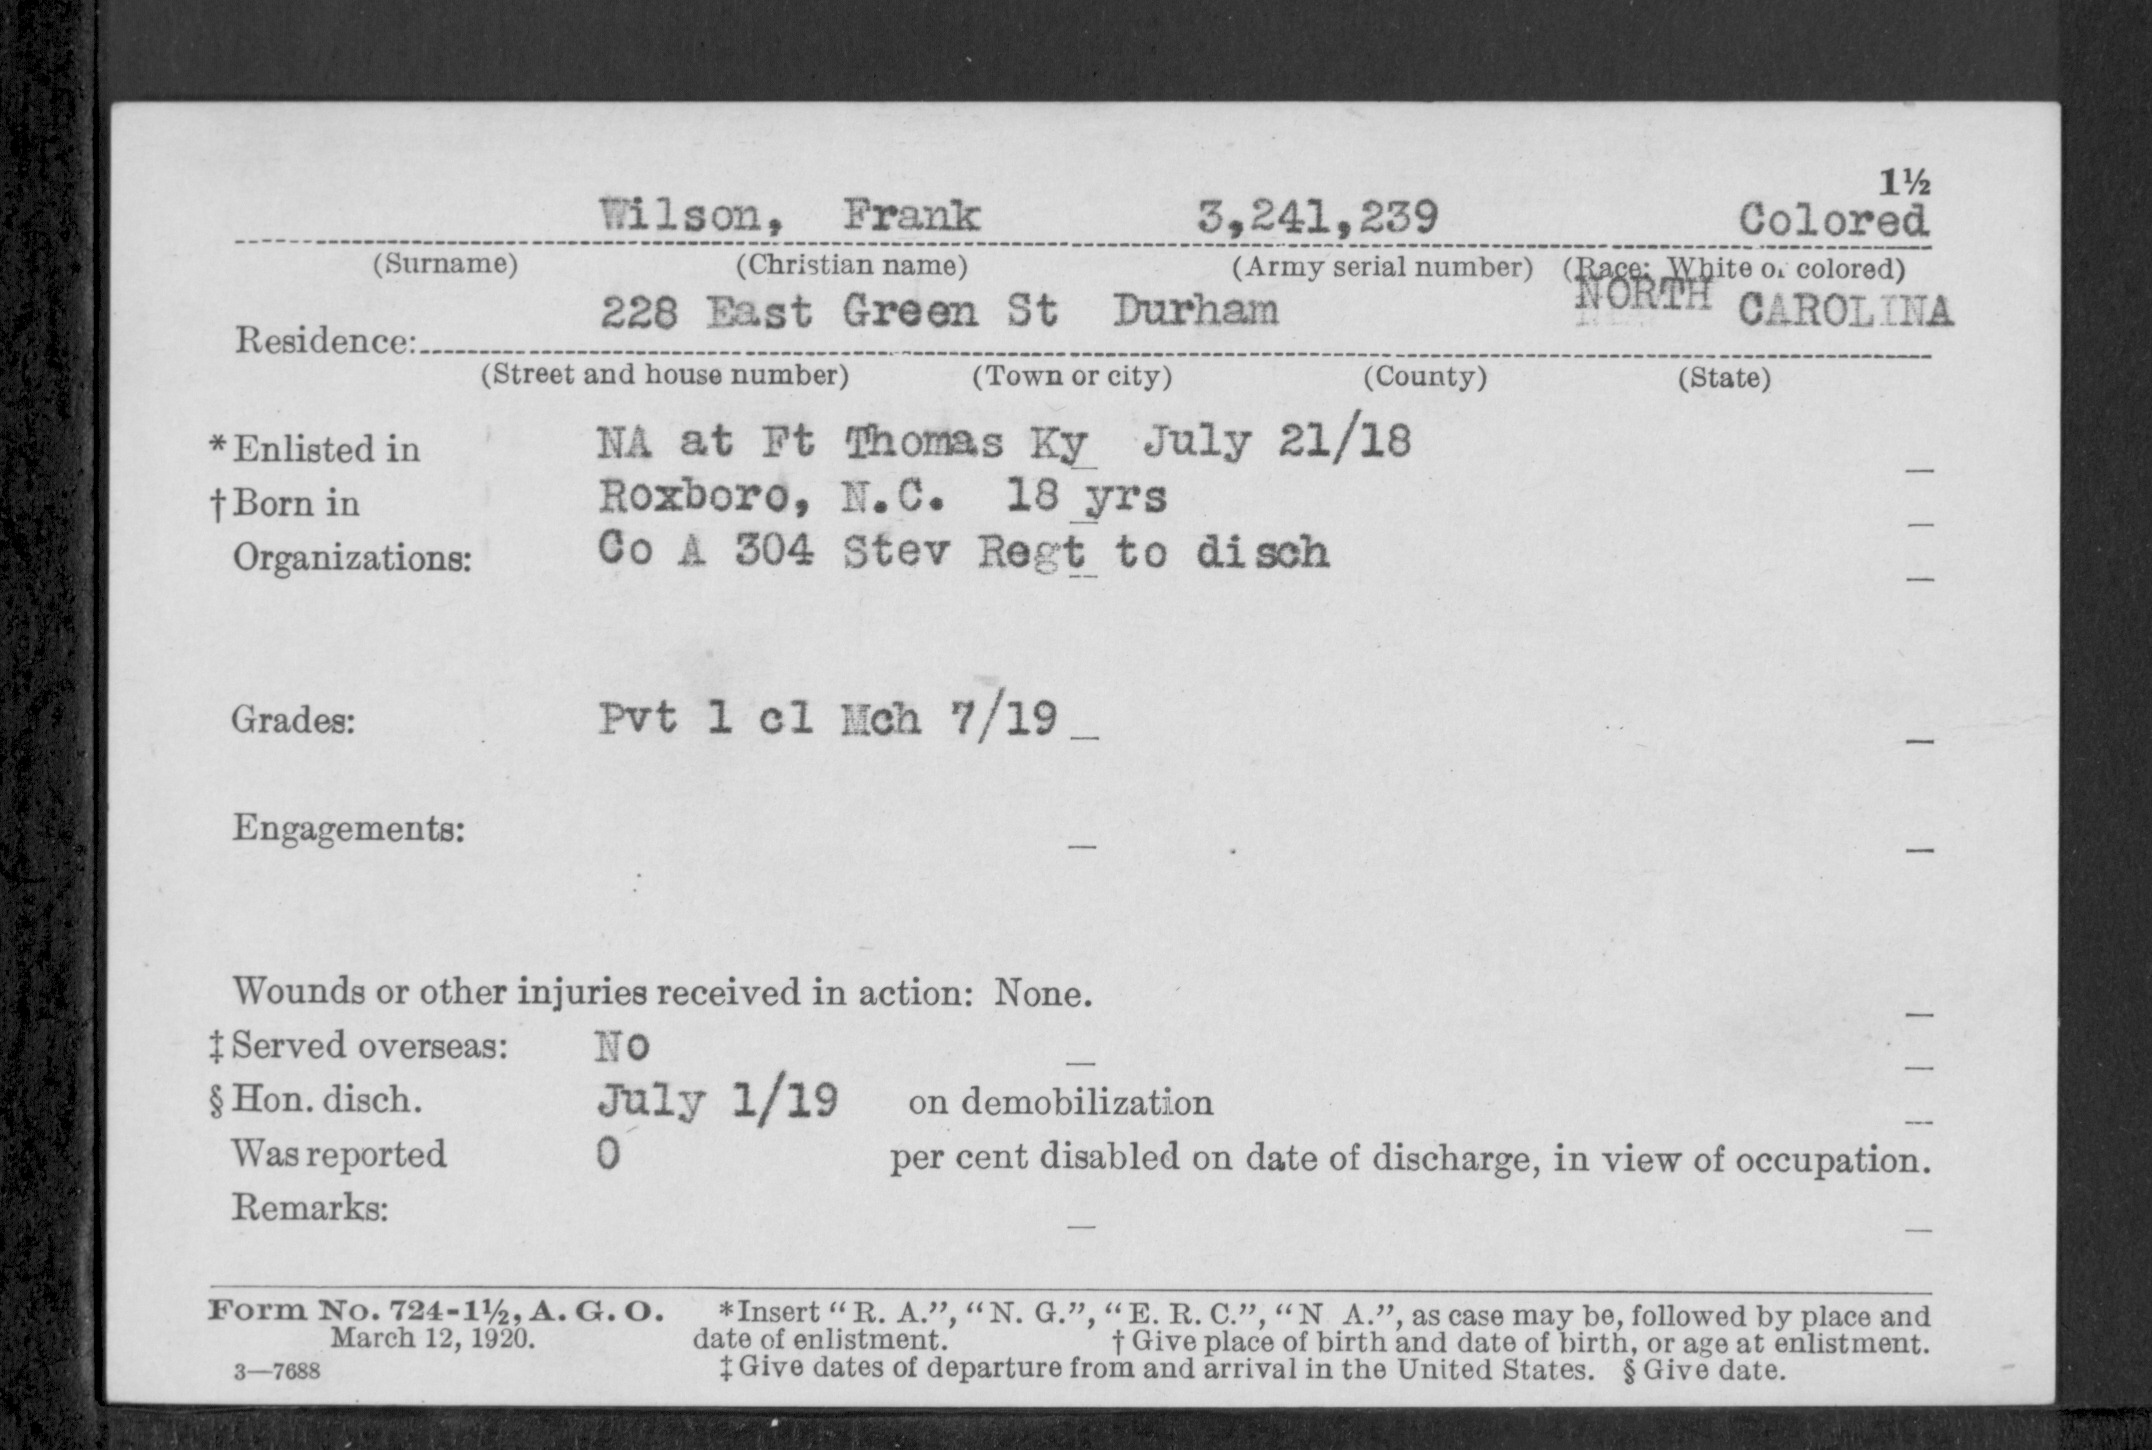 1½
Wilson, Frank 3,241,239 Colored
(Surname) (Christian name) (Army serial number) (Race: White or colored)
228 East Green St Durham NORTH CAROLINA
Residence:
(Street and house number) (Town or city) (County) (State)
*Enlisted in NA at Ft Thomas Ky July 21/18
†Born in Roxboro, N.C. 18 yrs
Organizations: Co A 304 Stev Regt to disch
Grades: Pvt 1 cl Mch 7/19
Engagements:
Wounds or other injuries received in action: None.
‡Served overseas: No
§Hon. disch. July 1/19 on demobilization
Was reported 0 per cent disabled on date of discharge, in view of occupation.
Remarks:
Form No. 724-1½, A. G. O. *Insert “R. A.”, “N. G.”, “E. R. C.”, “N A.”, as case may be, followed by place and
March 12, 1920. date of enlistment. †Give place of birth and date of birth, or age at enlistment.
3—7688 ‡Give dates of departure from and arrival in the United States. §Give date.